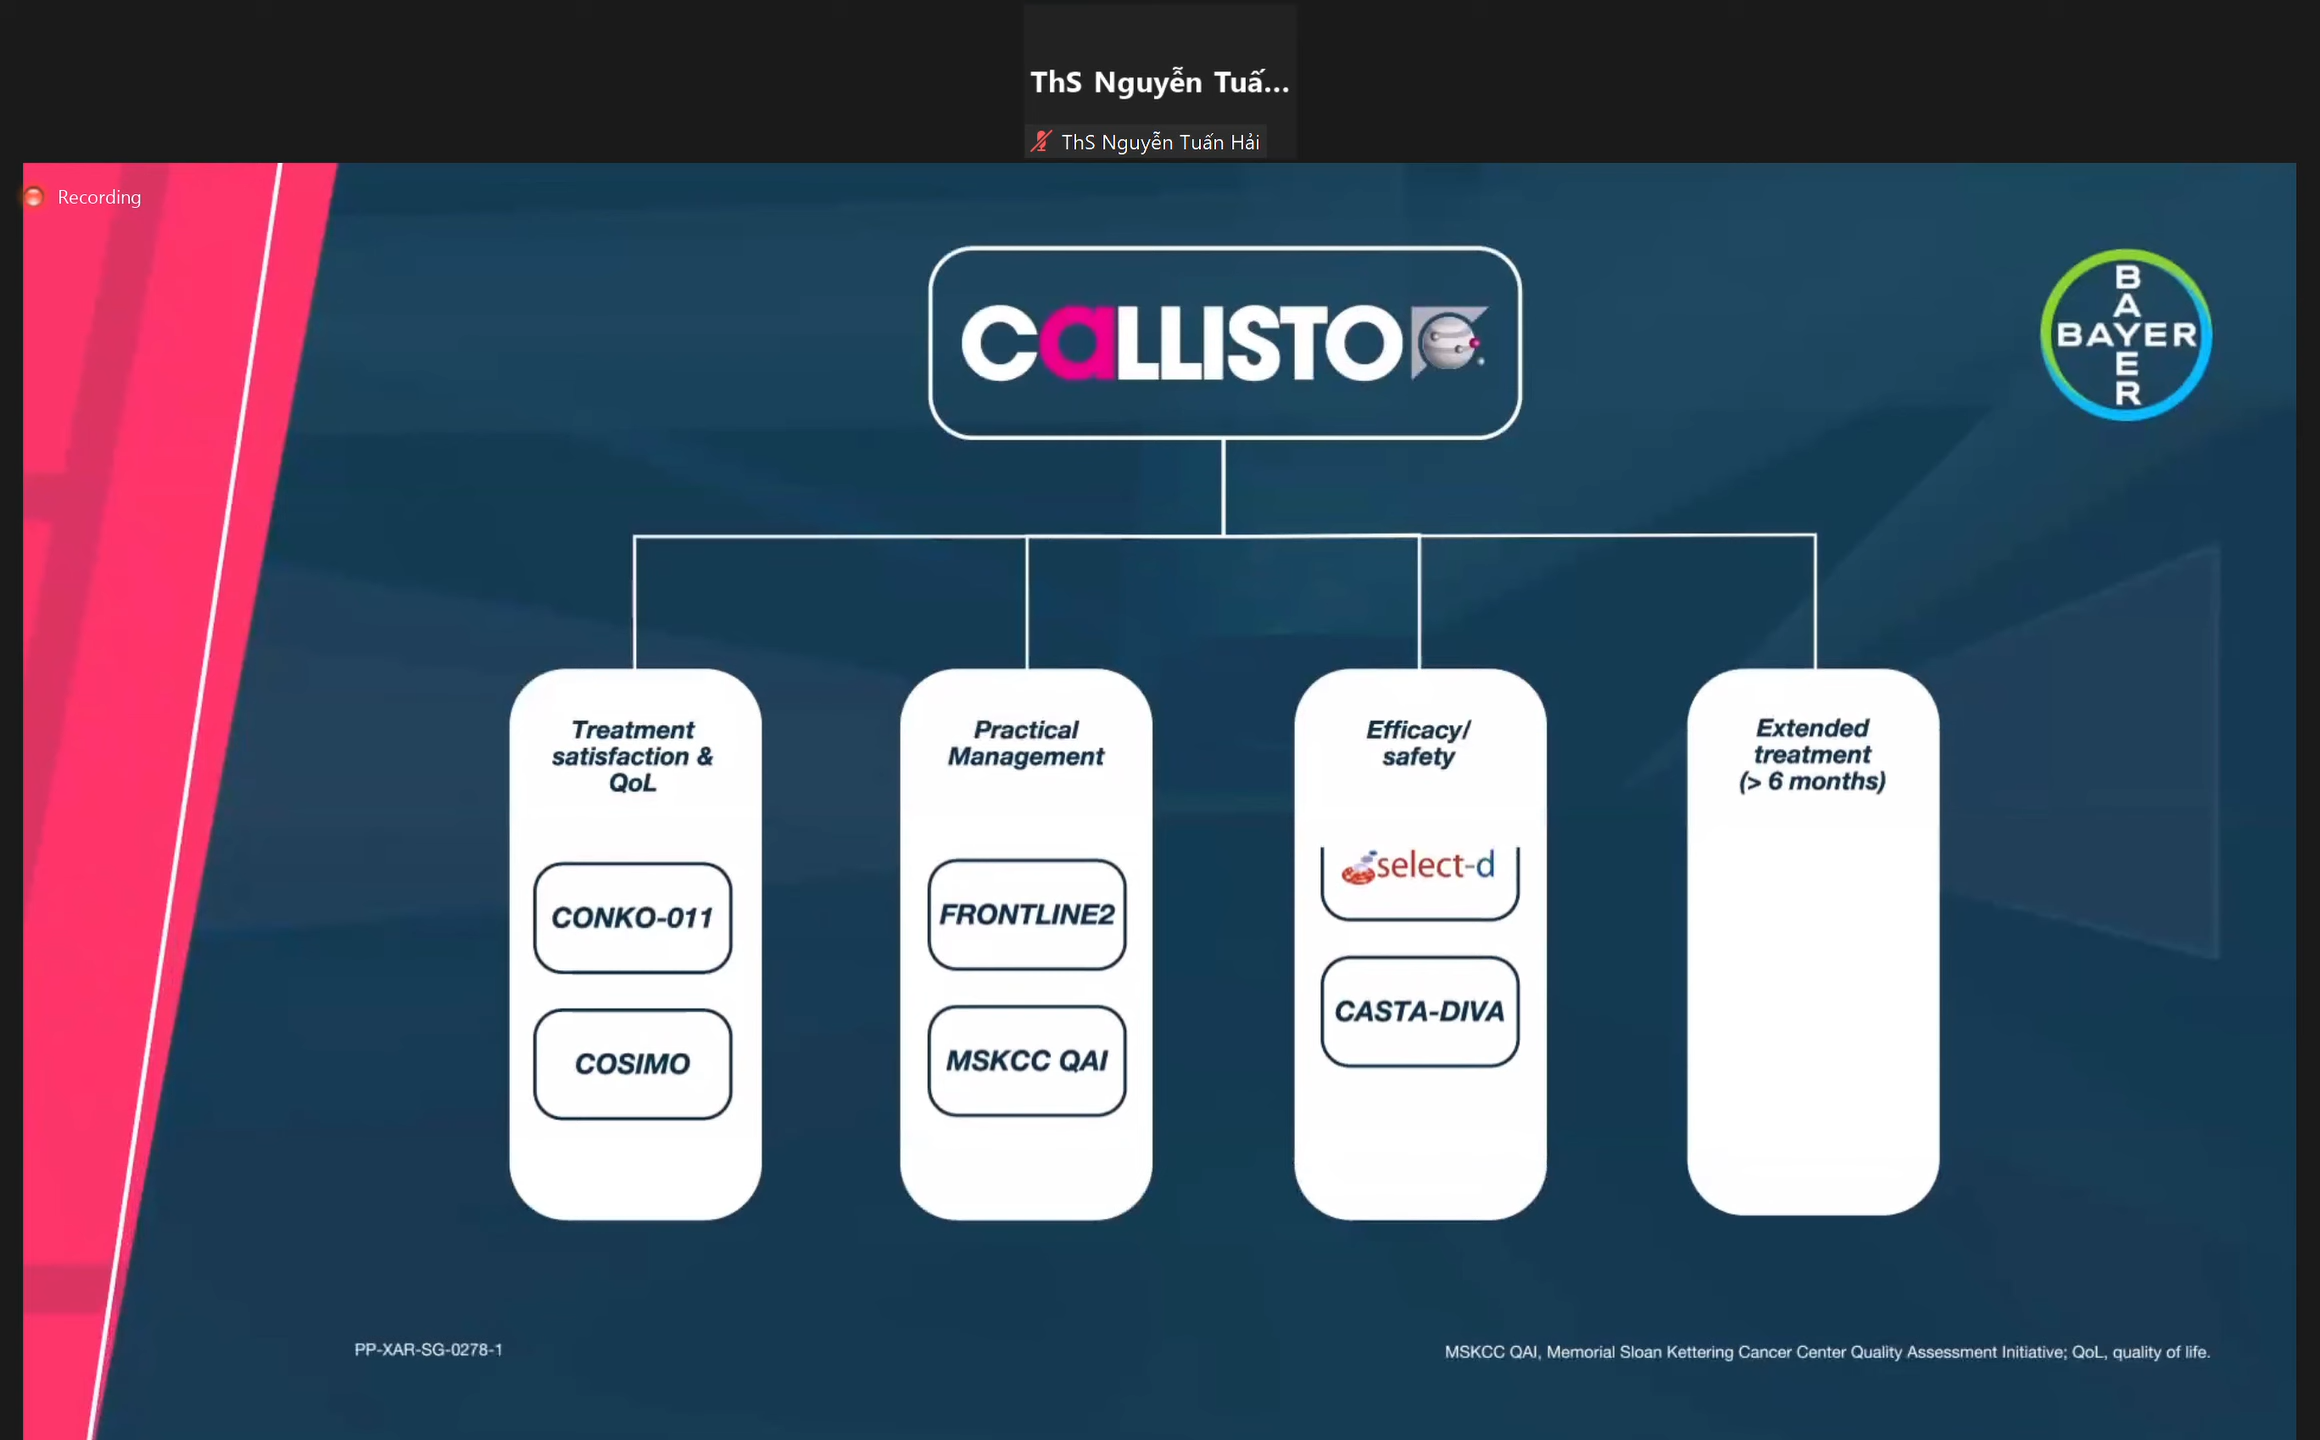 ThS Nguyễn Tuấ...
ThS Nguyễn Tuấn Hải
Recording
CaLLISTO
BAYER
BAYER
Treatment
satisfaction &
QoL
CONKO-011
COSIMO
Practical
Management
FRONTLINE2
MSKCC QAI
Efficacy/
safety
select-d
CASTA-DIVA
Extended
treatment
(> 6 months)
PP-XAR-SG-0278-1
MSKCC QAI, Memorial Sloan Kettering Cancer Center Quality Assessment Initiative; QoL, quality of life.